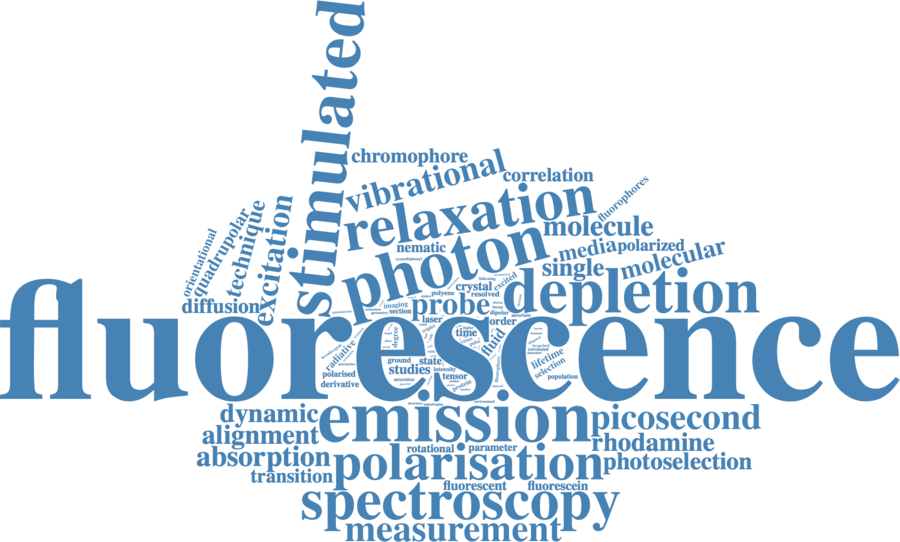 stimulated
chromophore
vibrational
correlation
fluorophores
relaxation
molecule
orientational
quadrupolar
technique
excitation
nematic
photon
media
polarized
single
molecular
crystal
excited
resolved
diffusion
imaging
section
probe
depletion
polyene
laser
order
dipolar
fluorescence
time
fluid
degree
radiative
ground
state
studies
intensity
tensor
protein
lifetime
selection
polarised
derivative
population
dynamic
emission
picosecond
alignment
rhodamine
absorption
rotational
parameter
polarisation
photoselection
transition
fluorescent
fluorescein
spectroscopy
measurement